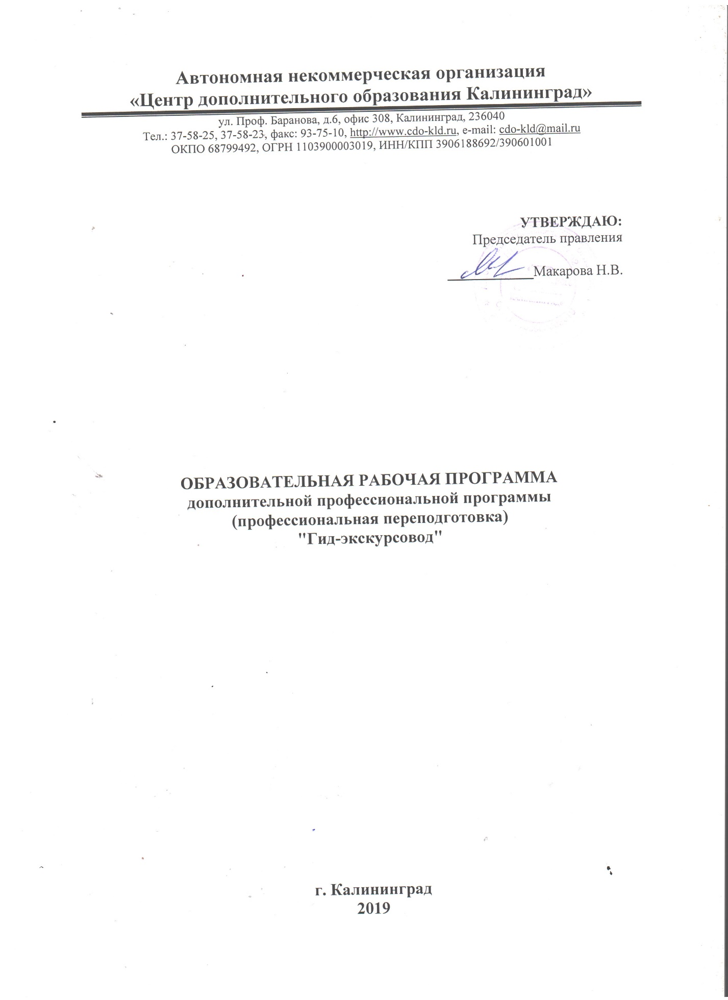 Автономная некоммерческая организация
«Центр дополнительного образования Калининград»
ул. Проф. Баранова, д.6, офис 308, Калининград, 236040
Тел.: 37-58-25, 37-58-23, факс: 93-75-10, http://www.cdo-kld.ru, e-mail: cdo-kld@mail.ru
ОКПО 68799492, ОГРН 1103900003019, ИНН/КПП 3906188692/390601001
УТВЕРЖДАЮ:
Председатель правления
Макарова Н.В.
ОБРАЗОВАТЕЛЬНАЯ РАБОЧАЯ ПРОГРАММА
дополнительной профессиональной программы
(профессиональная переподготовка)
"Гид-экскурсовод"
г. Калининград
2019